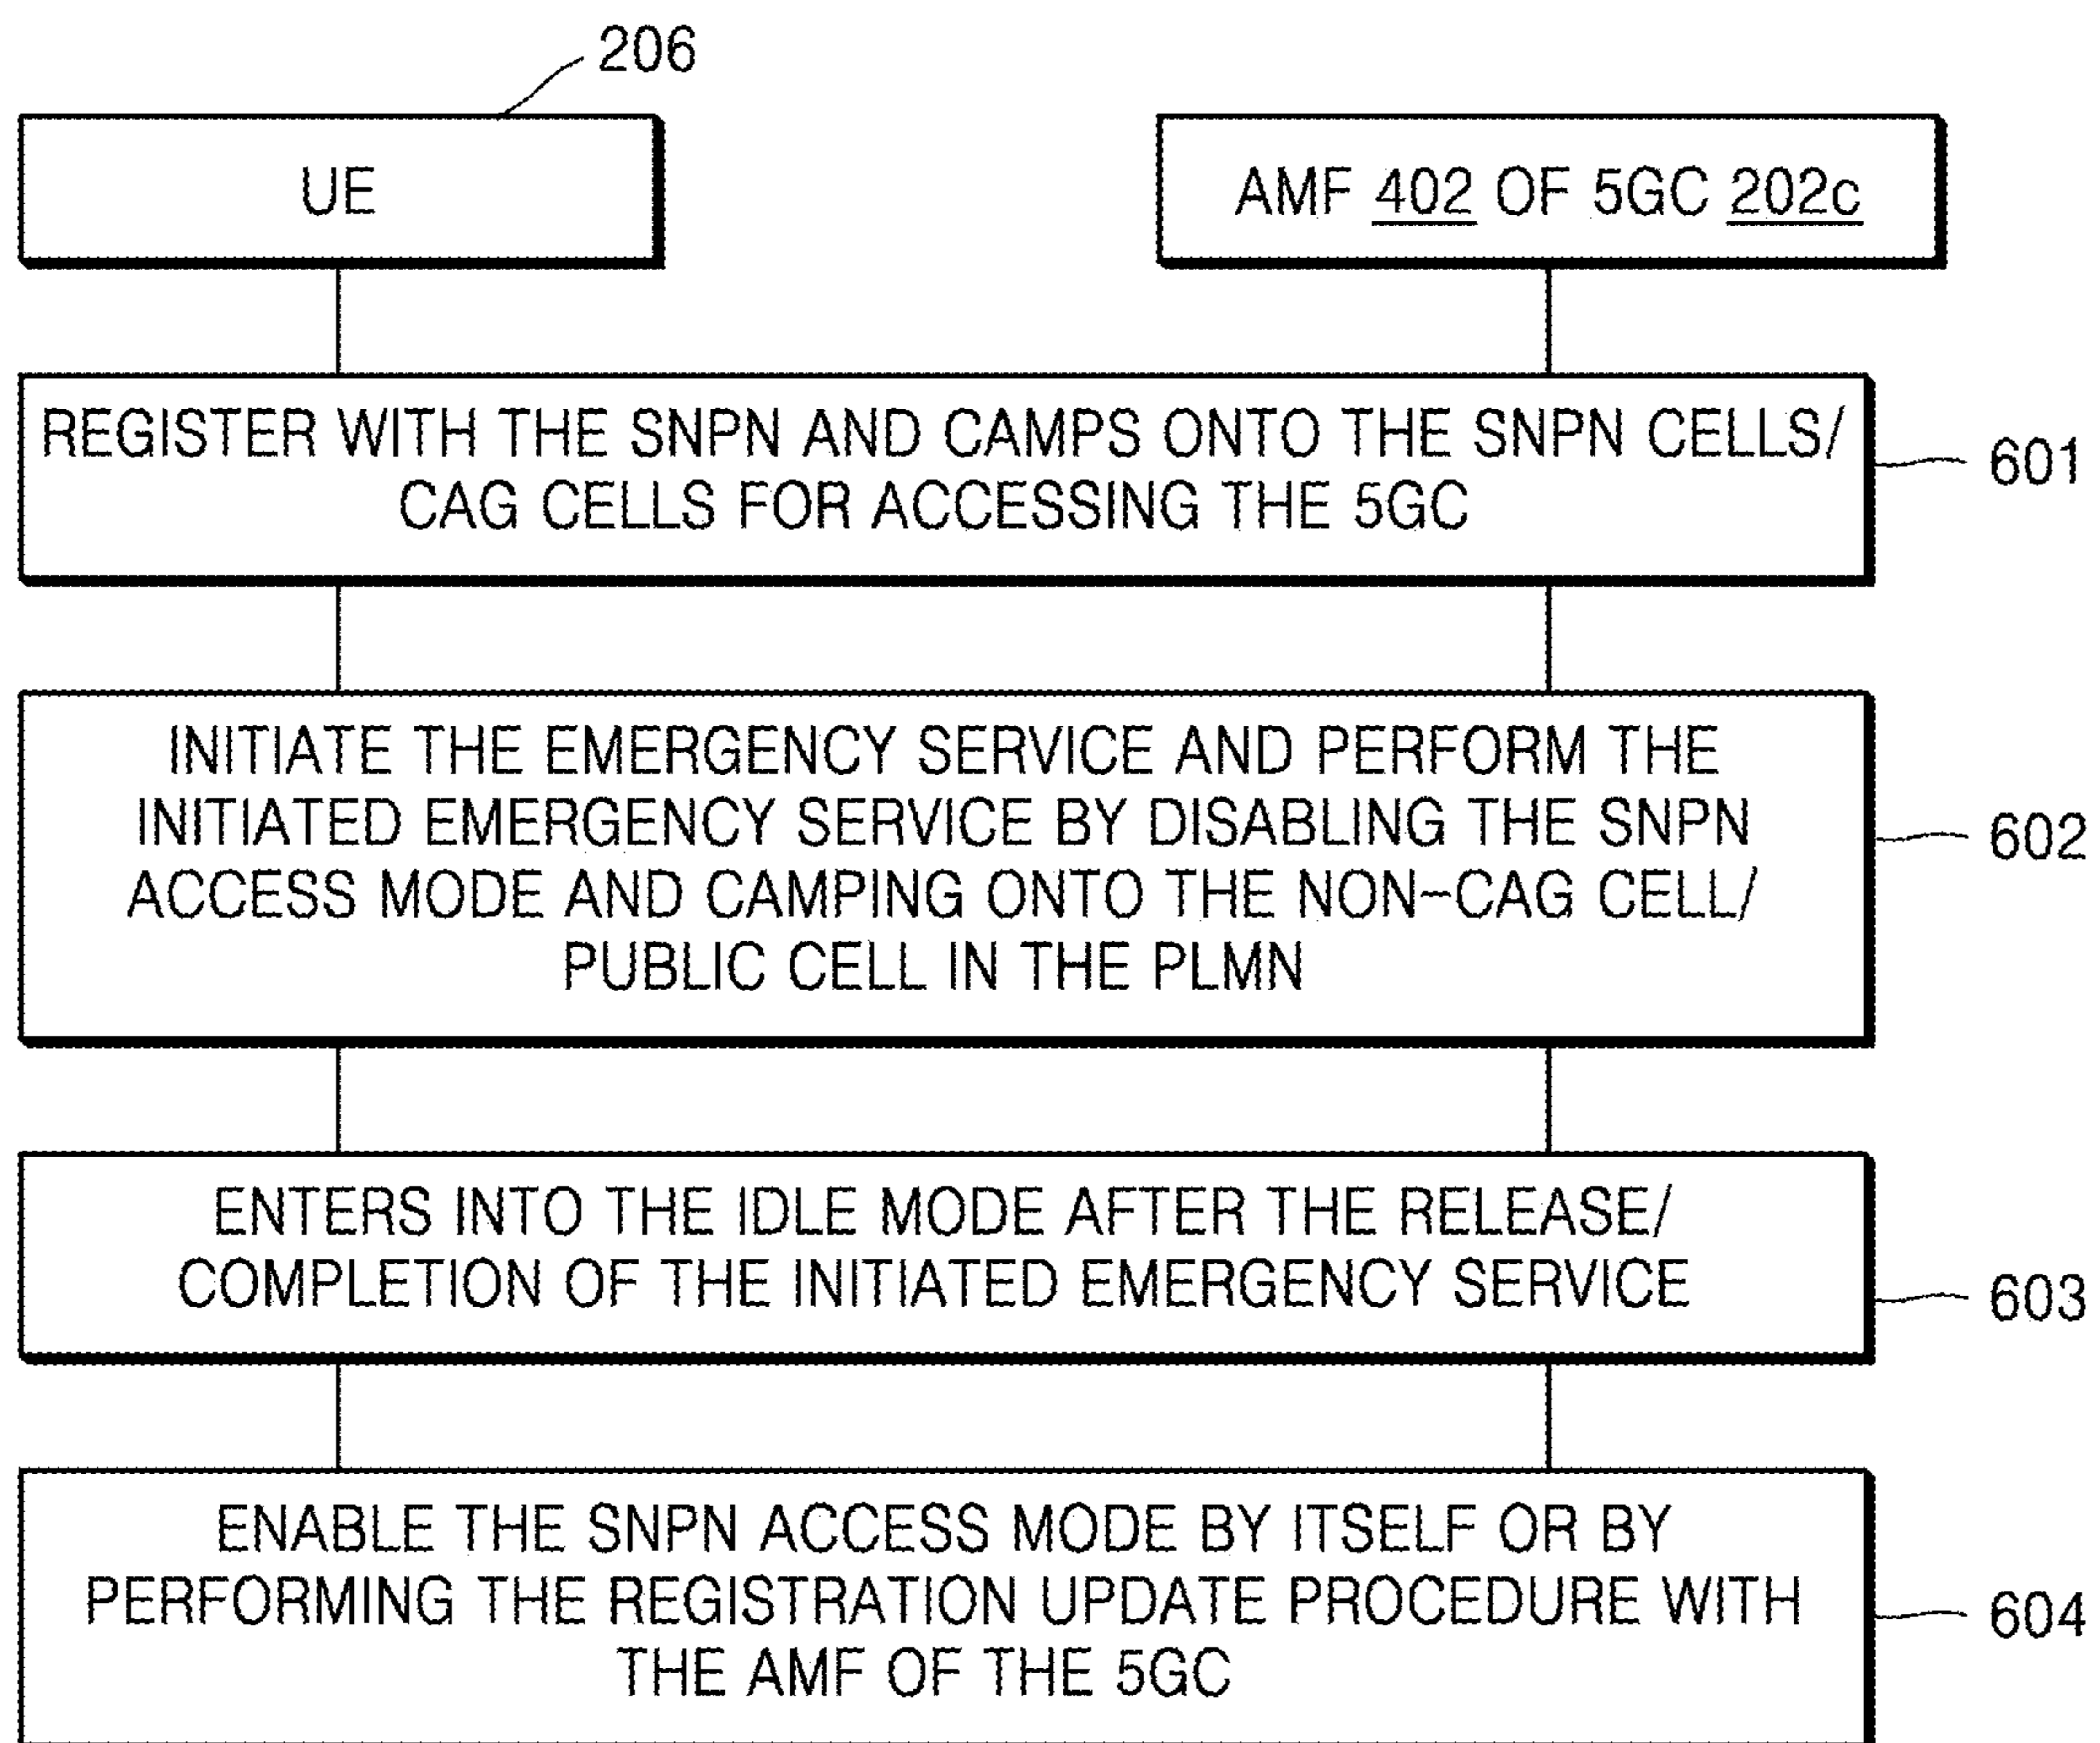 206
UE
AMF 402 OF 5GC 202c
REGISTER WITH THE SNPN AND CAMPS ONTO THE SNPN CELLS/
CAG CELLS FOR ACCESSING THE 5GC
601
INITIATE THE EMERGENCY SERVICE AND PERFORM THE
INITIATED EMERGENCY SERVICE BY DISABLING THE SNPN
ACCESS MODE AND CAMPING ONTO THE NON-CAG CELL/
PUBLIC CELL IN THE PLMN
602
ENTERS INTO THE IDLE MODE AFTER THE RELEASE/
COMPLETION OF THE INITIATED EMERGENCY SERVICE
603
ENABLE THE SNPN ACCESS MODE BY ITSELF OR BY
PERFORMING THE REGISTRATION UPDATE PROCEDURE WITH
THE AMF OF THE 5GC
604